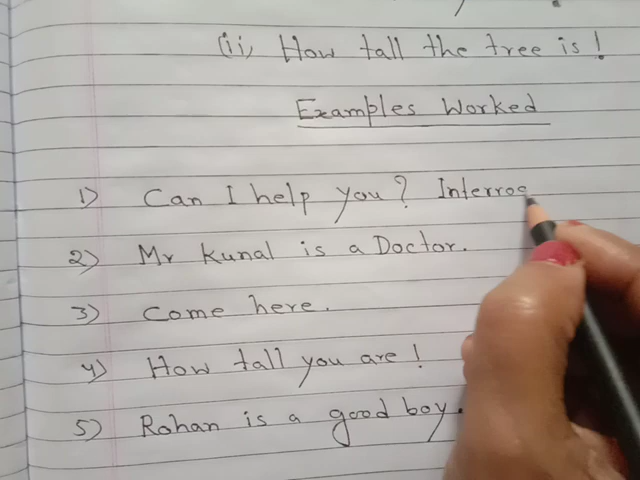 (ii) How tall the tree is!
Examples Worked
1) Can I help you? Interrog
2) Mr Kunal is a Doctor.
3) Come here.
4) How tall you are!
5) Rohan is a good boy.